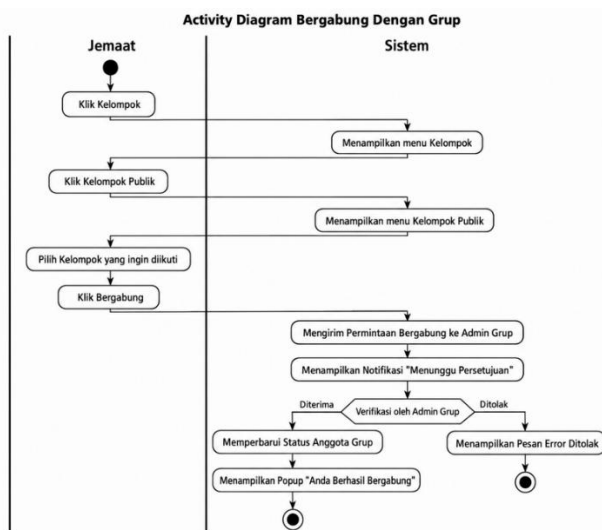 Activity Diagram Bergabung Dengan Grup
Jemaat
Sistem
Klik Kelompok
Menampilkan menu Kelompok
Klik Kelompok Publik
Menampilkan menu Kelompok Publik
Pilih Kelompok yang ingin diikuti
Klik Bergabung
Mengirim Permintaan Bergabung ke Admin Grup
Menampilkan Notifikasi "Menunggu Persetujuan"
Diterima
Verifikasi oleh Admin Grup
Ditolak
Memperbarui Status Anggota Grup
Menampilkan Pesan Error Ditolak
Menampilkan Popup "Anda Berhasil Bergabung"